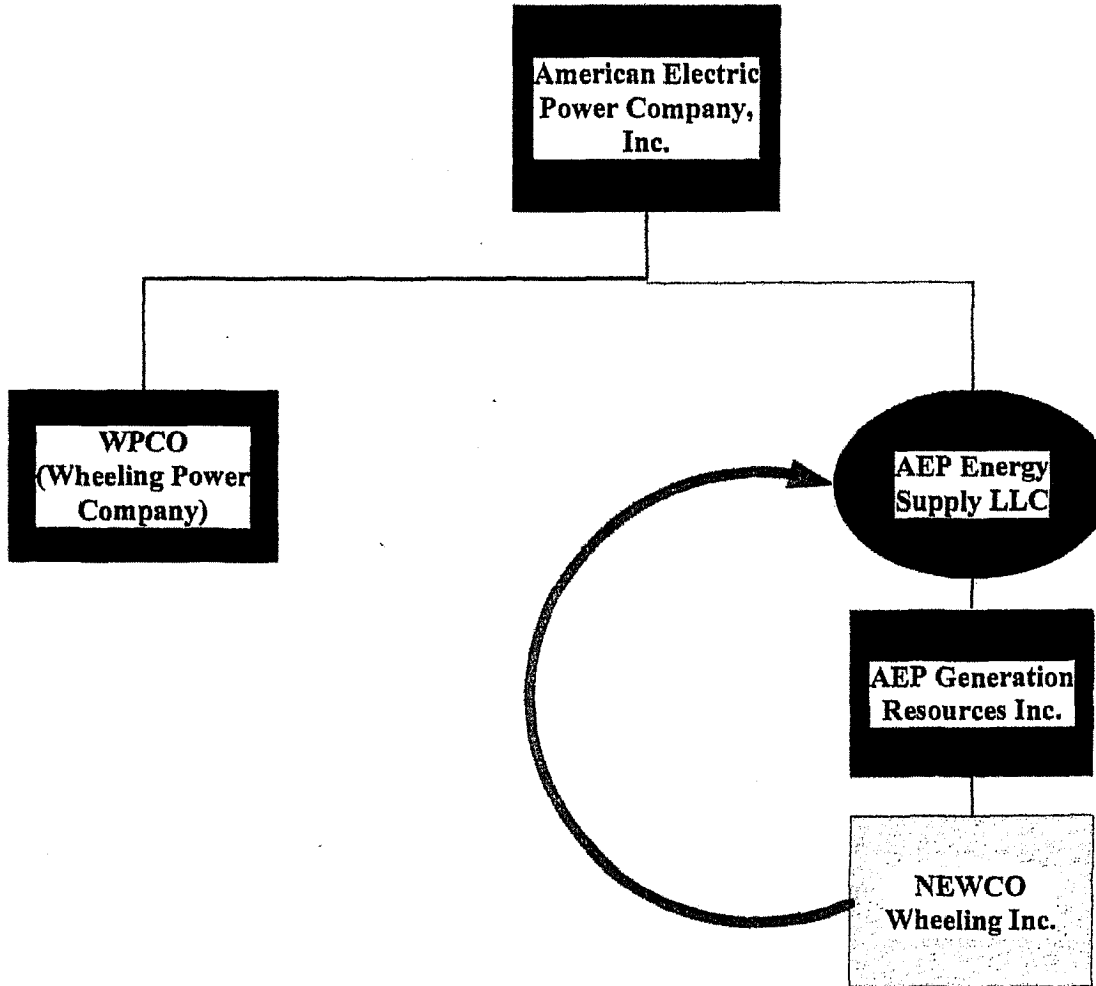 American Electric
Power Company,
Inc.
WPCO
(Wheeling Power
Company)
AEP Energy
Supply LLC
AEP Generation
Resources Inc.
NEWCO
Wheeling Inc.